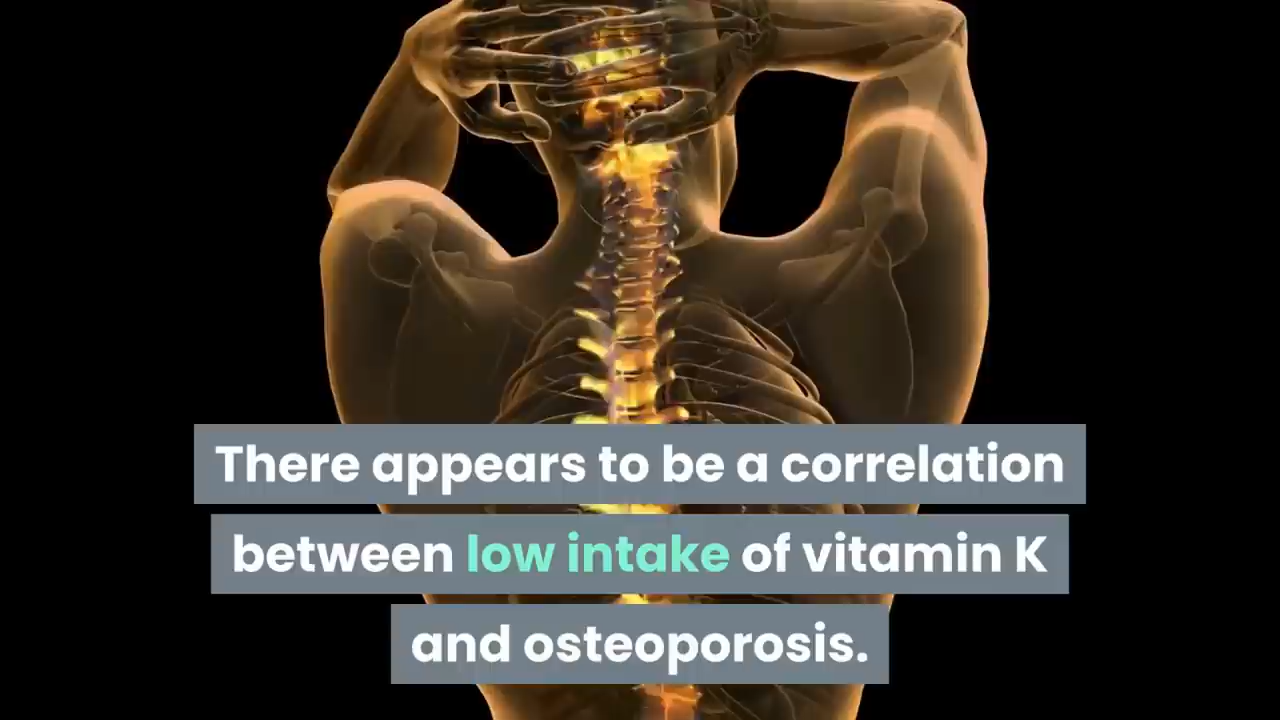 There appears to be a correlation
between low intake of vitamin K
and osteoporosis.